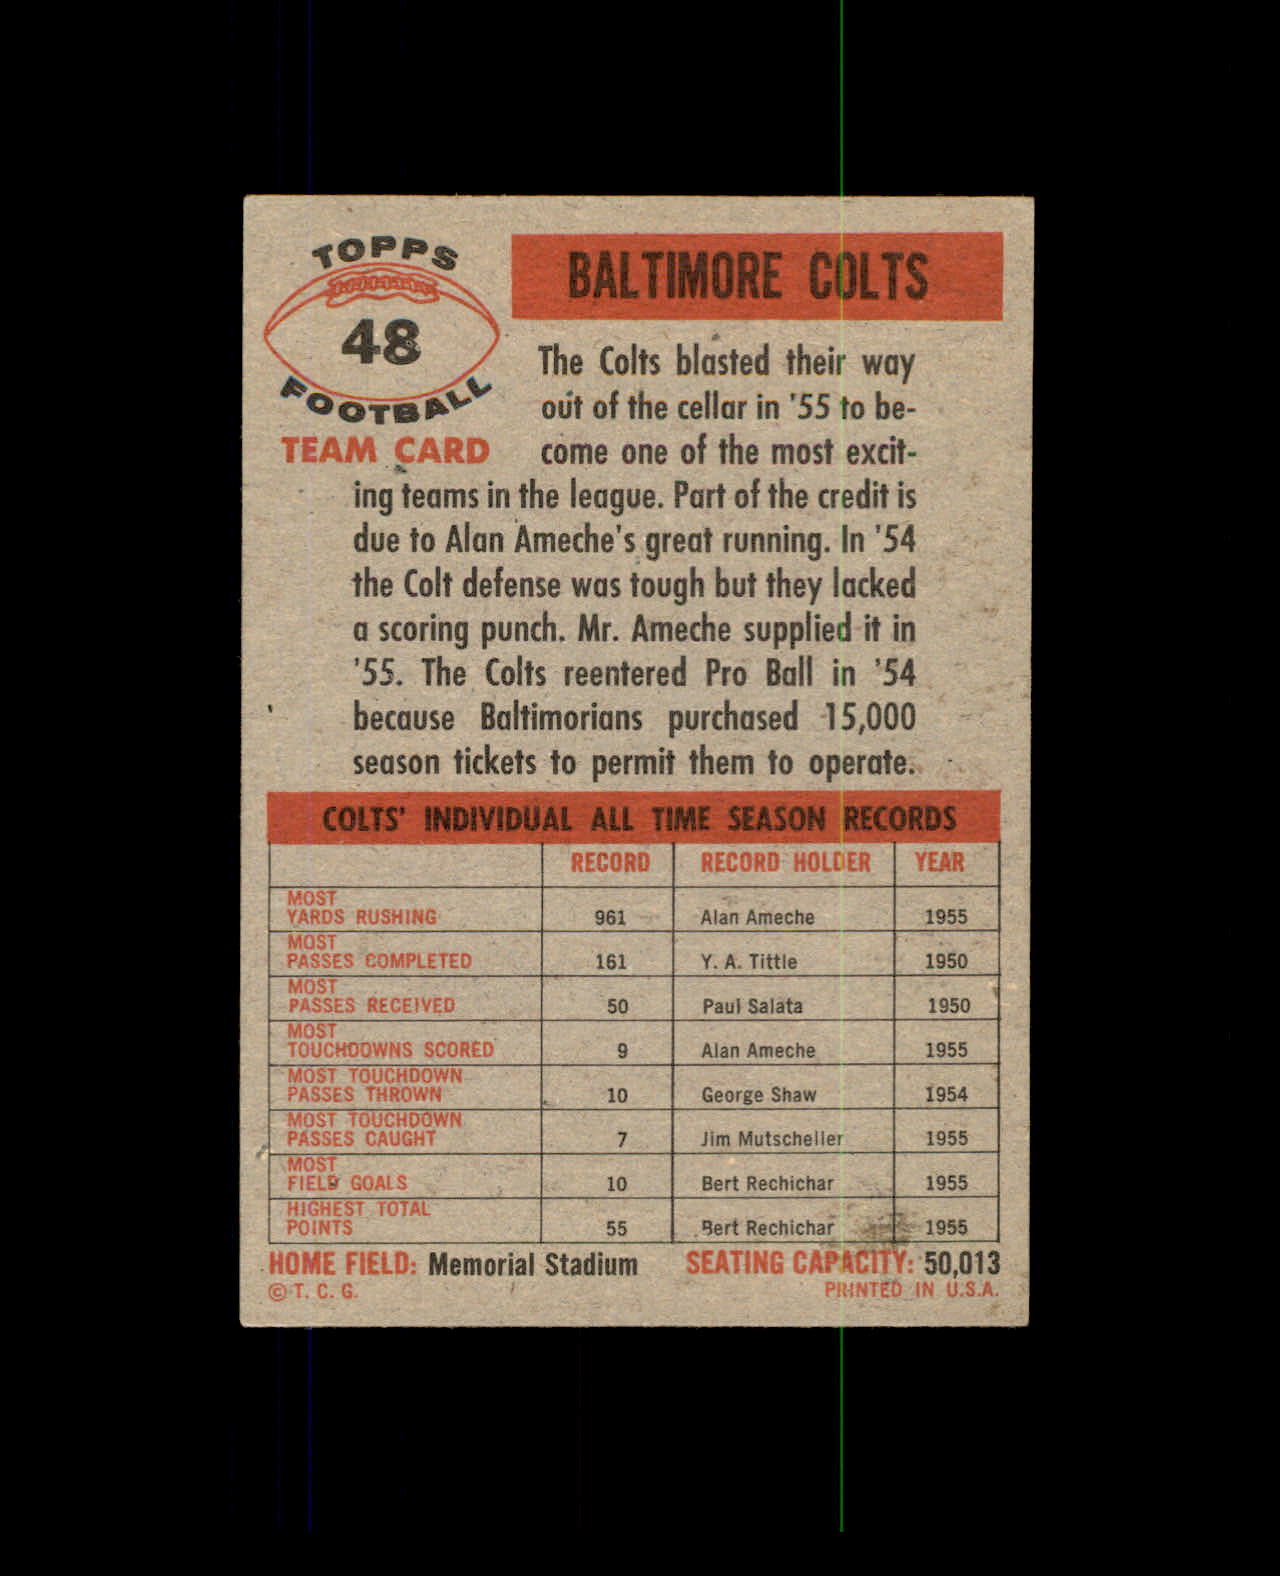 TOPPS
48
FOOTBALL
TEAM CARD
BALTIMORE COLTS
The Colts blasted their way
out of the cellar in '55 to be-
come one of the most excit-
ing teams in the league. Part of the credit is
due to Alan Ameche's great running. In '54
the Colt defense was tough but they lacked
a scoring punch. Mr. Ameche supplied it in
'55. The Colts reentered Pro Ball in '54
because Baltimorians purchased 15,000
season tickets to permit them to operate.
COLTS' INDIVIDUAL ALL TIME SEASON RECORDS
RECORD RECORD HOLDER YEAR
MOST
YARDS RUSHING 961 Alan Ameche 1955
MOST
PASSES COMPLETED 161 Y. A. Tittle 1950
MOST
PASSES RECEIVED 50 Paul Salata 1950
MOST
TOUCHDOWNS SCORED 9 Alan Ameche 1955
MOST TOUCHDOWN
PASSES THROWN 10 George Shaw 1954
MOST TOUCHDOWN
PASSES CAUGHT 7 Jim Mutscheller 1955
MOST
FIELD GOALS 10 Bert Rechichar 1955
HIGHEST TOTAL
POINTS 55 Bert Rechichar 1955
HOME FIELD: Memorial Stadium SEATING CAPACITY: 50,013
© T. C. G. PRINTED IN U.S.A.